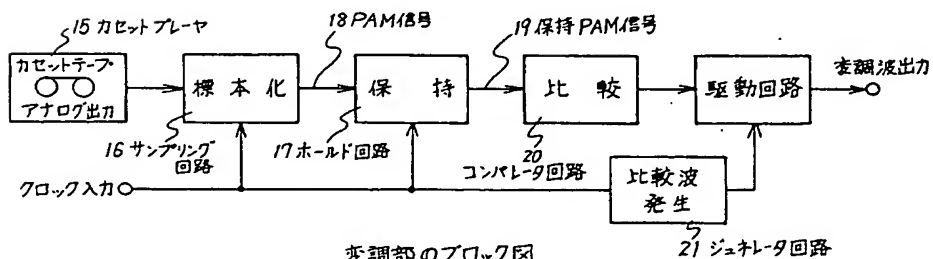 15 カセットプレーヤ
カセットテープ
アナログ出力
標本化
16 サンプリング
回路
18 PAM信号
保持
17 ホールド回路
19 保持PAM信号
比較
20
コンパレータ回路
駆動回路
変調波出力
クロック入力
比較波
発生
21 ジェネレータ回路
変調部のブロック図